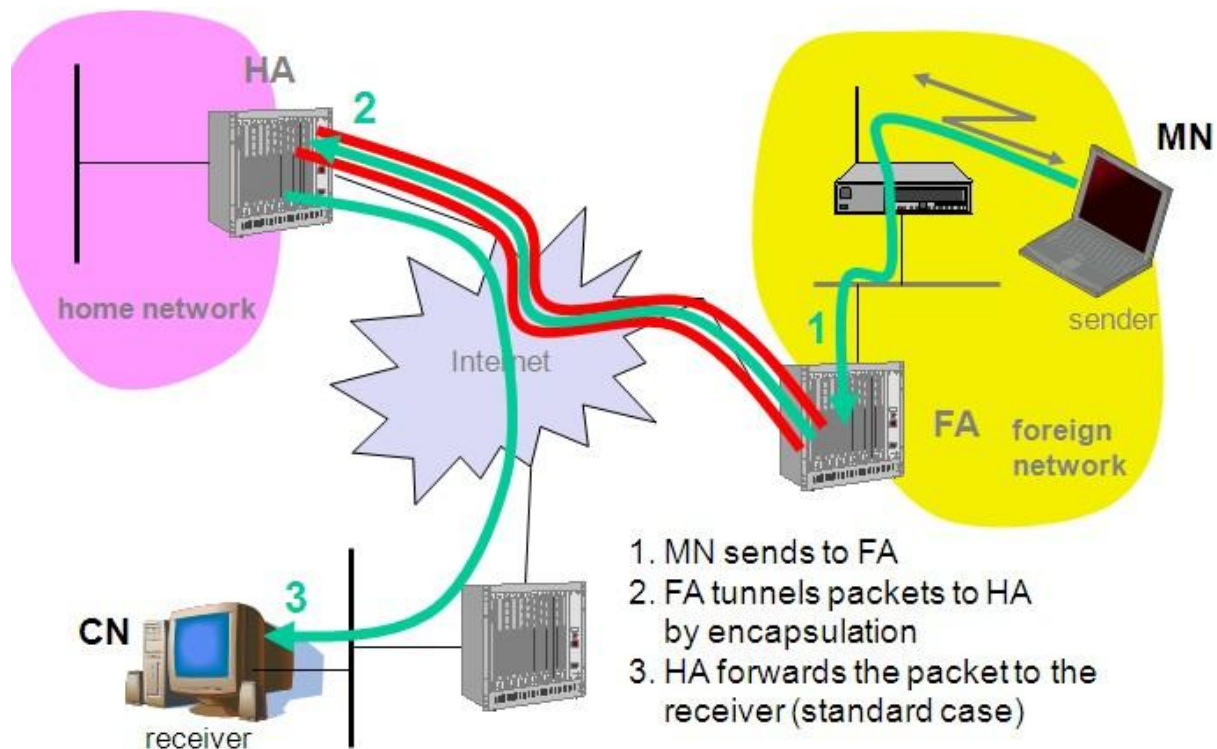 HA
2
MN
home network
Internet
1
sender
FA
foreign
network
3
CN
receiver
1. MN sends to FA
2. FA tunnels packets to HA
by encapsulation
3. HA forwards the packet to the
receiver (standard case)